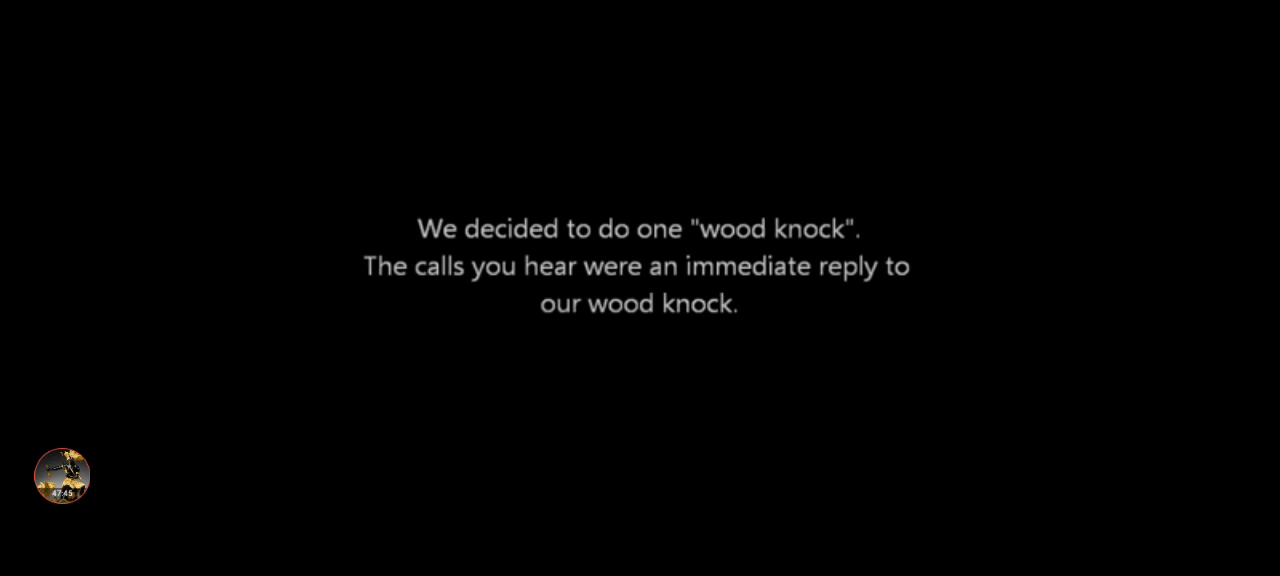 We decided to do one "wood knock".
The calls you hear were an immediate reply to
our wood knock.
47:45